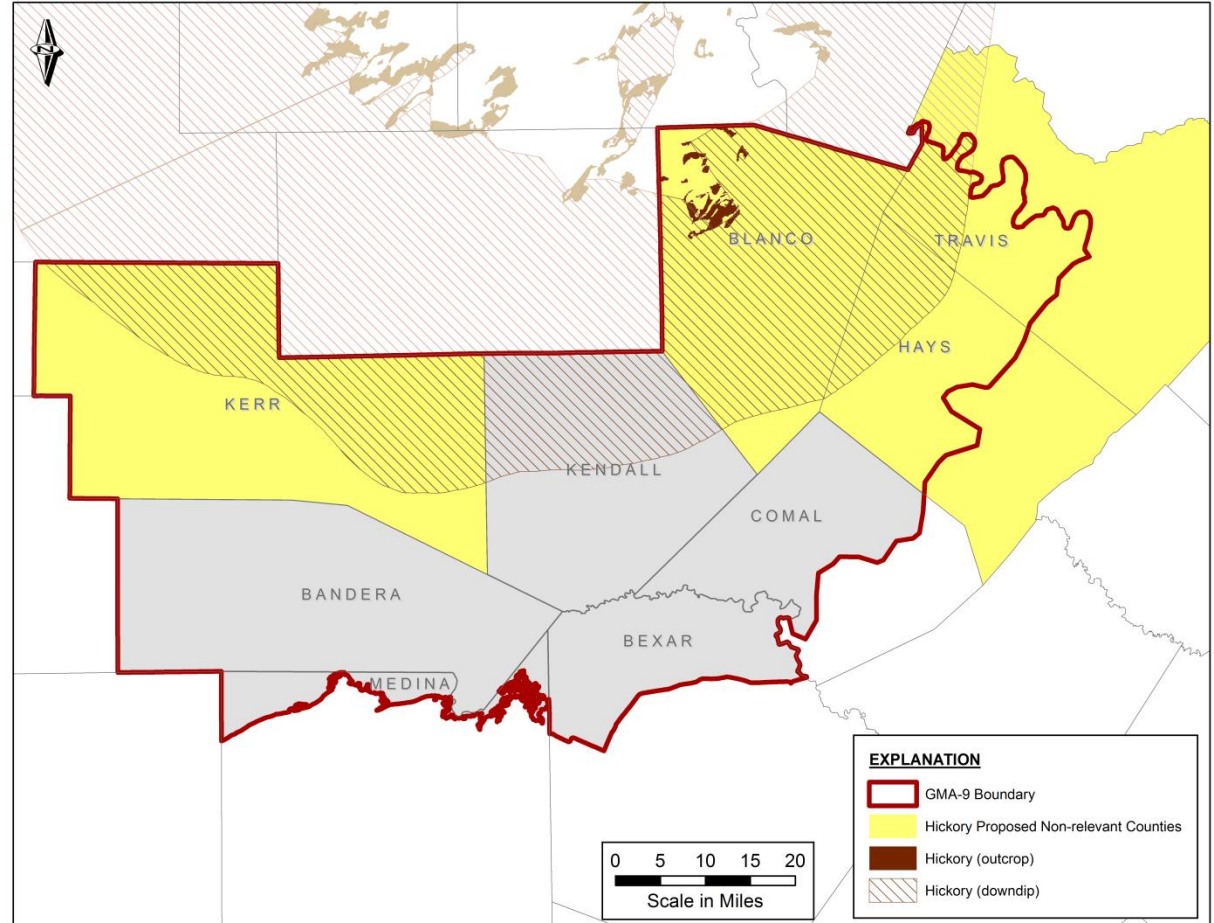 N
BLANCO
TRAVIS
HAYS
KERR
KENDALL
COMAL
BANDERA
BEXAR
MEDINA
EXPLANATION
GMA-9 Boundary
Hickory Proposed Non-relevant Counties
Hickory (outcrop)
Hickory (downdip)
0 5 10 15 20
Scale in Miles